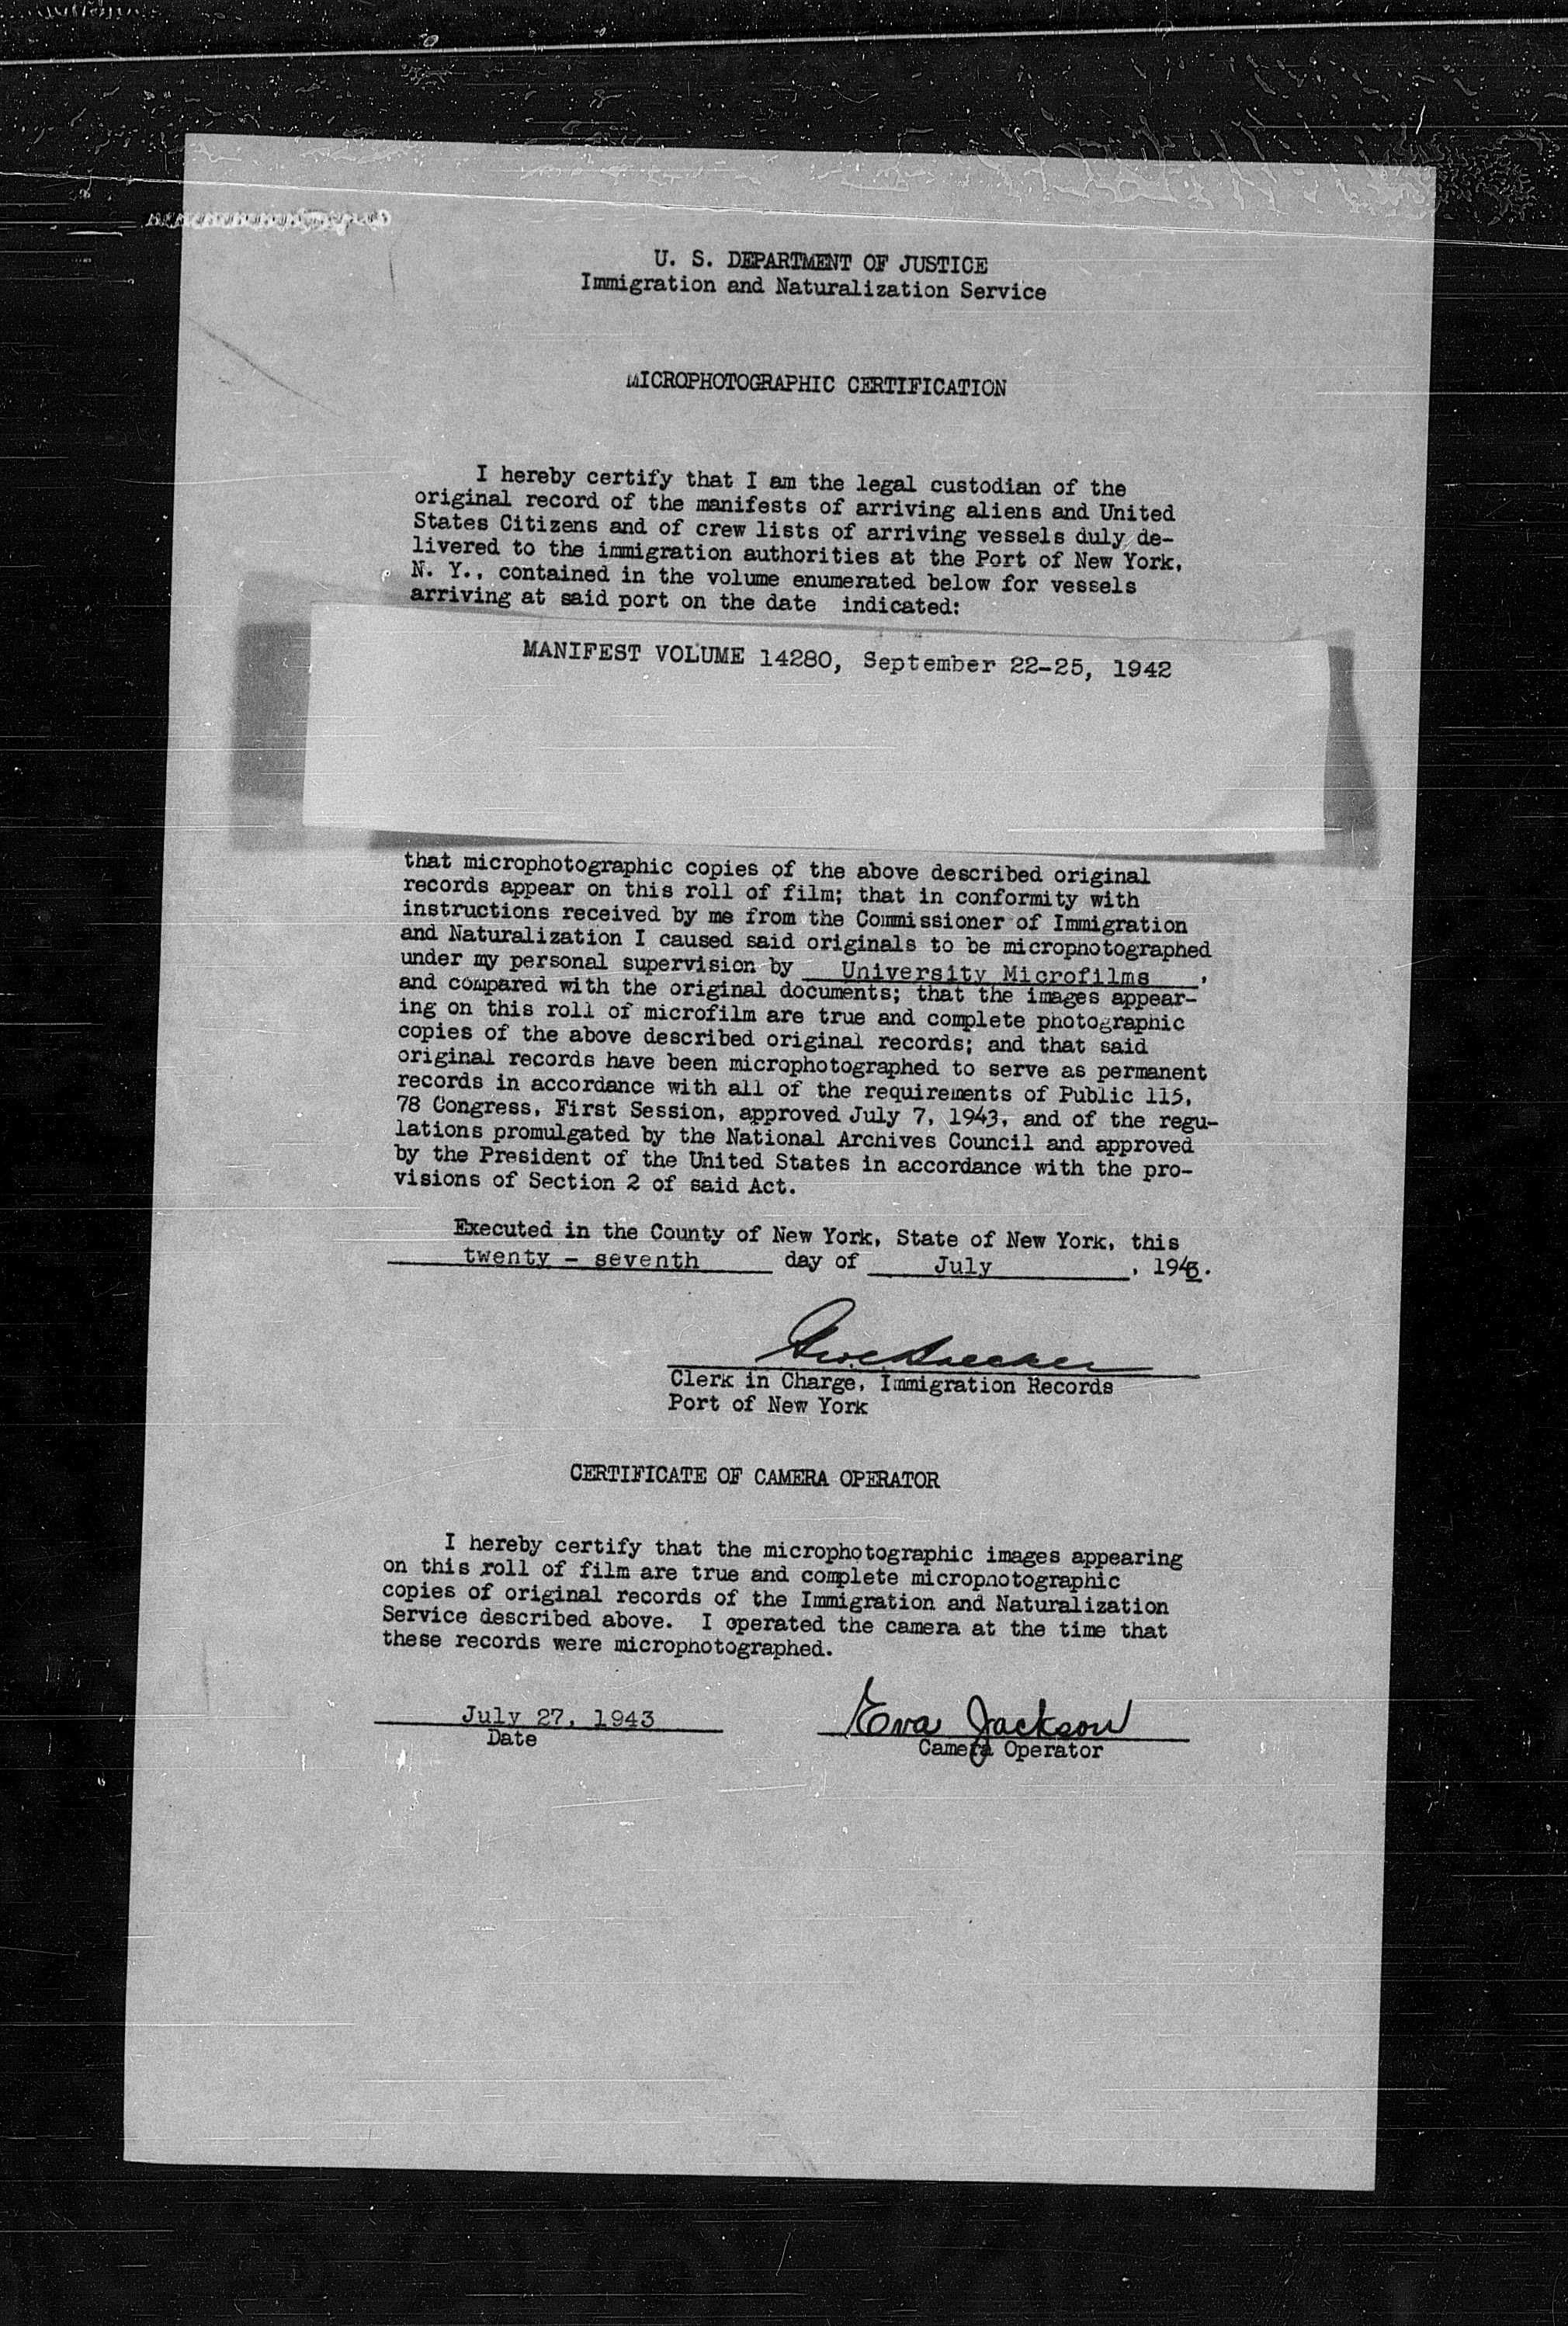 U. S. DEPARTMENT OF JUSTICE
Immigration and Naturalization Service
MICROPHOTOGRAPHIC CERTIFICATION
I hereby certify that I am the legal custodian of the
original record of the manifests of arriving aliens and United
States Citizens and of crew lists of arriving vessels duly de-
livered to the immigration authorities at the Port of New York,
N. Y., contained in the volume enumerated below for vessels
arriving at said port on the date indicated:
MANIFEST VOLUME 14280, September 22-25, 1942
that microphotographic copies of the above described original
records appear on this roll of film; that in conformity with
instructions received by me from the Commissioner of Immigration
and Naturalization I caused said originals to be microphotographed
under my personal supervision by University Microfilms,
and compared with the original documents; that the images appear-
ing on this roll of microfilm are true and complete photographic
copies of the above described original records; and that said
original records have been microphotographed to serve as permanent
records in accordance with all of the requirements of Public 115,
78 Congress, First Session, approved July 7, 1943, and of the regu-
lations promulgated by the National Archives Council and approved
by the President of the United States in accordance with the pro-
visions of Section 2 of said Act.
Executed in the County of New York, State of New York, this
twenty - seventh day of July, 1943.
Clerk in Charge, Immigration Records
Port of New York
CERTIFICATE OF CAMERA OPERATOR
I hereby certify that the microphotographic images appearing
on this roll of film are true and complete microphotographic
copies of original records of the Immigration and Naturalization
Service described above. I operated the camera at the time that
these records were microphotographed.
July 27, 1943 Eva Jackson
Date Camera Operator